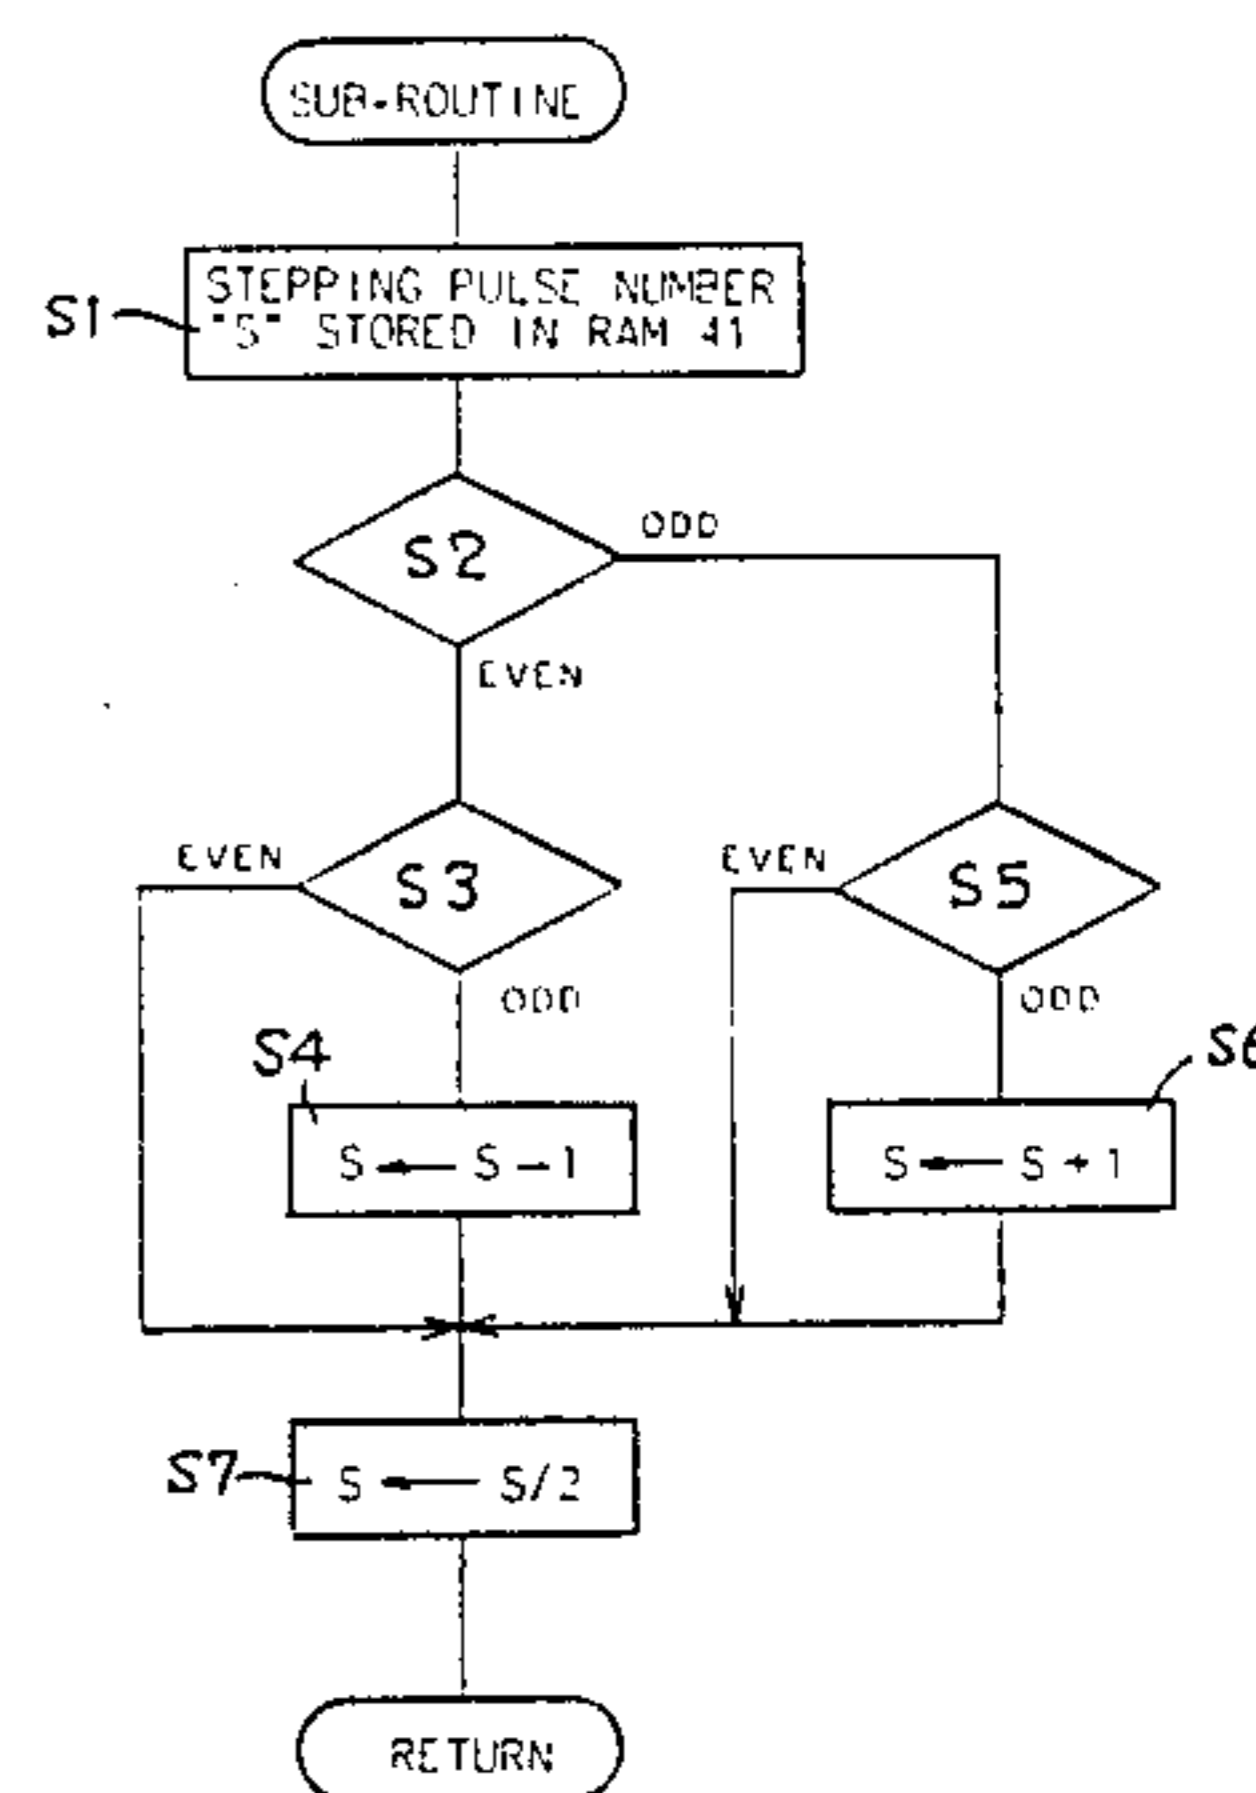 SUB-ROUTINE
STEPPING PULSE NUMBER
S1
"S" STORED IN RAM 41
ODD
S2
EVEN
EVEN
S3
EVEN
S5
ODD
ODD
S4
S6
S ← S - 1
S ← S + 1
S7
S ← S/2
RETURN